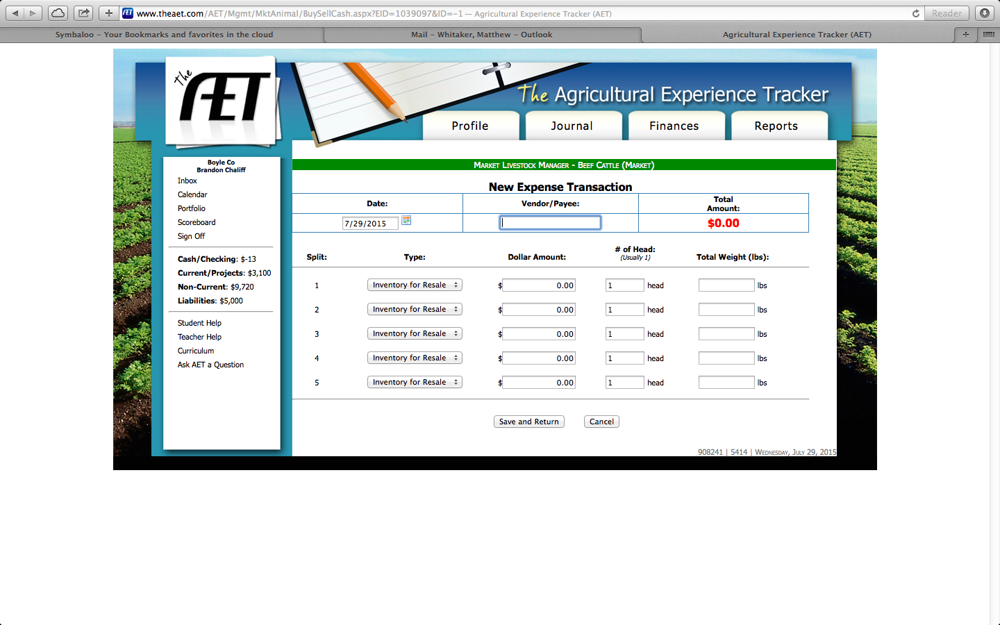 www.theaet.com/AET/Mgmt/MktAnimal/BuySellCash.aspx?EID=1039097&ID=-1 — Agricultural Experience Tracker (AET)
Reader
Symbaloo – Your Bookmarks and favorites in the cloud
Mail – Whitaker, Matthew – Outlook
Agricultural Experience Tracker (AET)
The AET
The Agricultural Experience Tracker
Profile Journal Finances Reports
Boyle Co
Brandon Chaliff
Inbox
Calendar
Portfolio
Scoreboard
Sign Off
Cash/Checking: $-13
Current/Projects: $3,100
Non-Current: $9,720
Liabilities: $5,000
Student Help
Teacher Help
Curriculum
Ask AET a Question
Market Livestock Manager - Beef Cattle (Market)
New Expense Transaction
Date: Vendor/Payee: Total Amount:
7/29/2015 $0.00
Split: Type: Dollar Amount: # of Head: (Usually 1) Total Weight (lbs):
1 Inventory for Resale $ 0.00 1 head lbs
2 Inventory for Resale $ 0.00 1 head lbs
3 Inventory for Resale $ 0.00 1 head lbs
4 Inventory for Resale $ 0.00 1 head lbs
5 Inventory for Resale $ 0.00 1 head lbs
Save and Return Cancel
908241 | 5414 | Wednesday, July 29, 2015